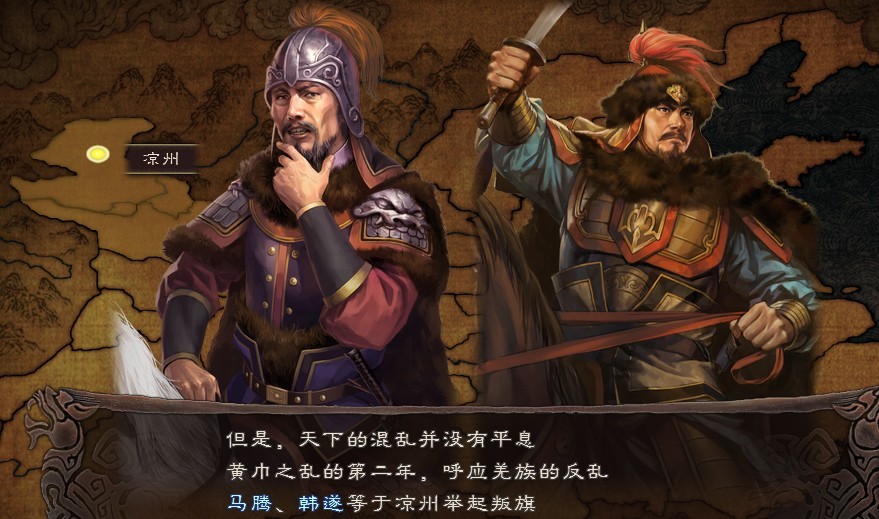 凉州
但是，天下的混乱并没有平息
黄巾之乱的第二年，呼应羌族的反乱
马腾、韩遂等于凉州举起叛旗